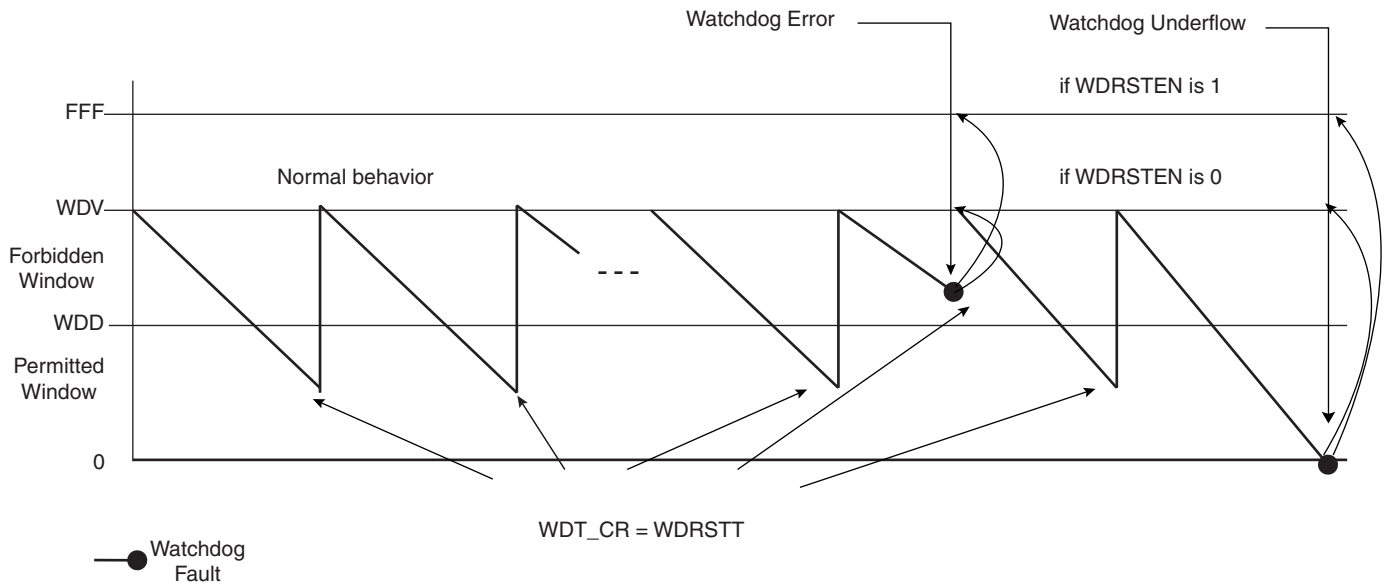 Watchdog Error
Watchdog Underflow
if WDRSTEN is 1
FFF
Normal behavior
if WDRSTEN is 0
WDV
Forbidden
Window
WDD
Permitted
Window
0
WDT_CR = WDRSTT
Watchdog
Fault